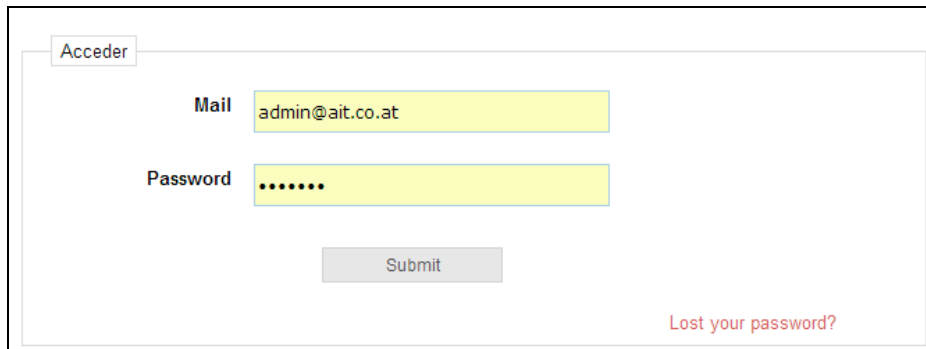 Acceder
Mail admin@ait.co.at
Password •••••••
Submit
Lost your password?